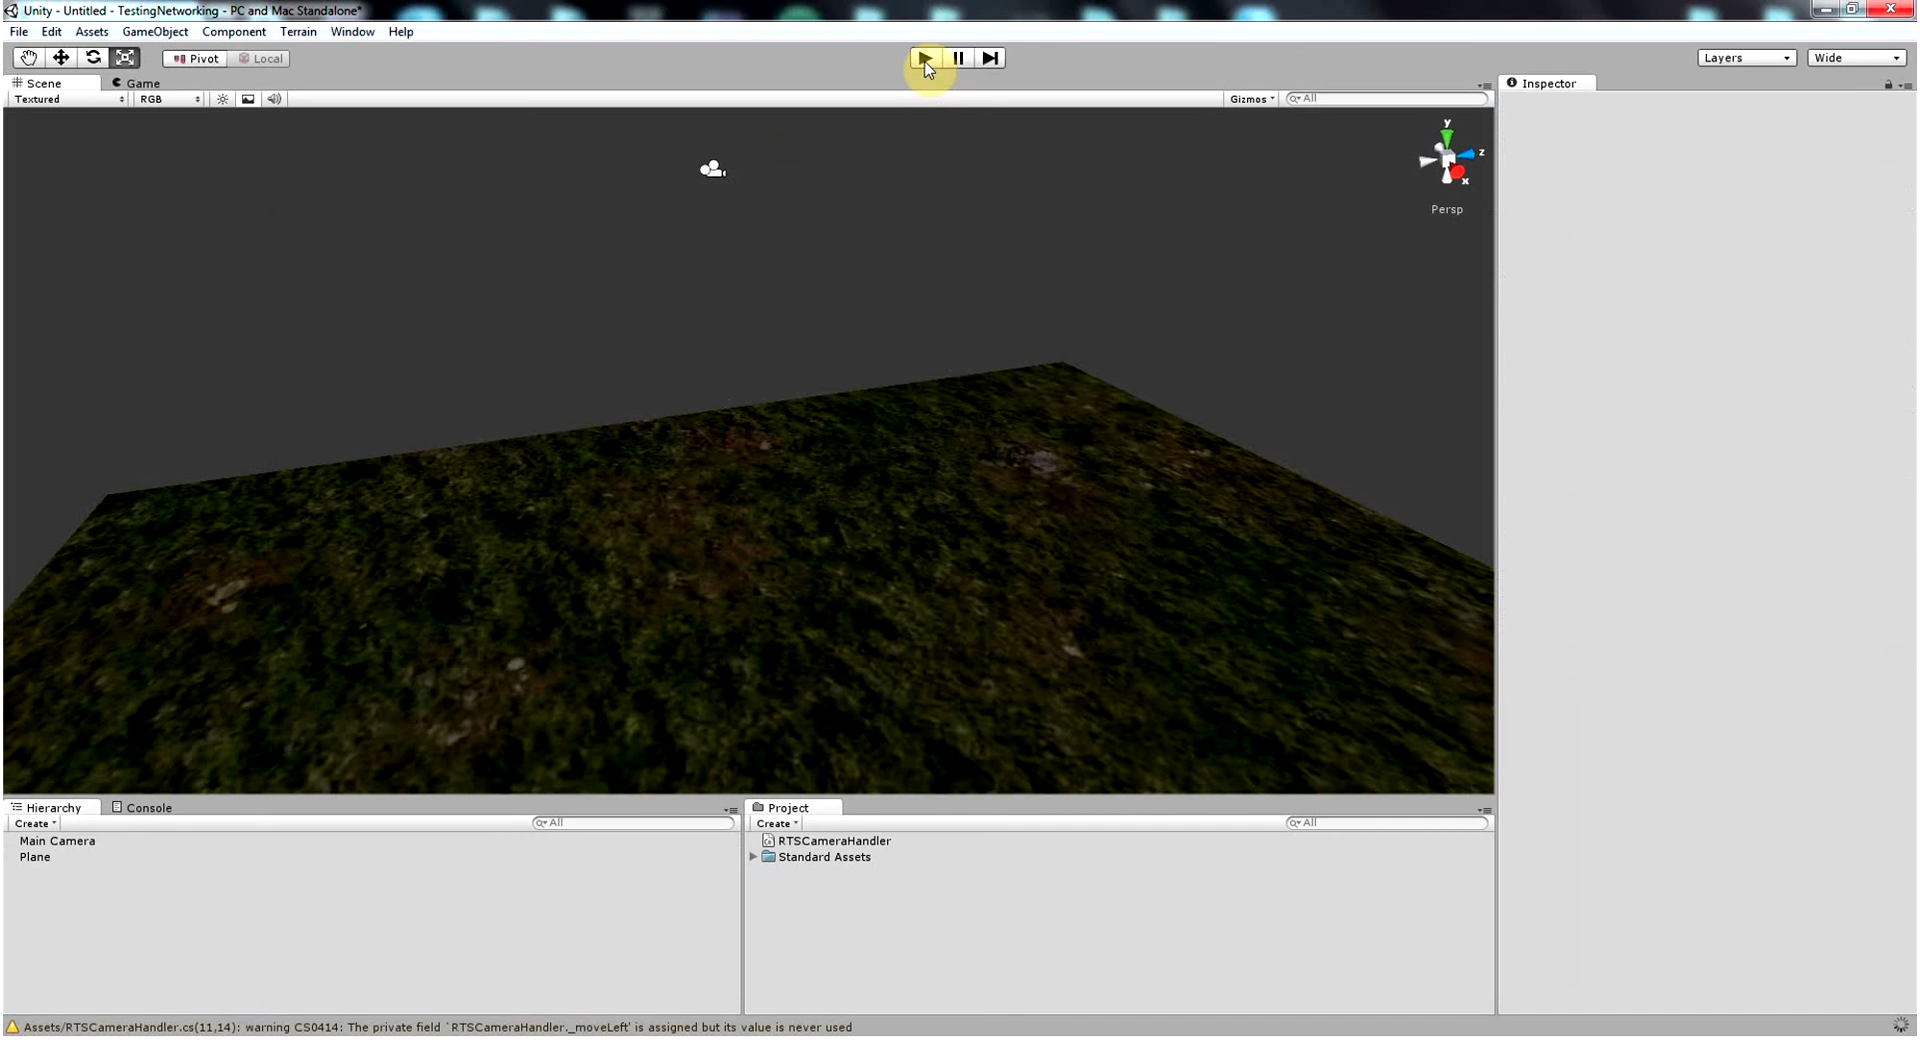 Unity - Untitled - TestingNetworking - PC and Mac Standalone*
File Edit Assets GameObject Component Terrain Window Help
Pivot Local Layers Wide
Scene Game Inspector
Textured RGB Gizmos All
y
z
x
Persp
Hierarchy Console Project
Create All Create All
Main Camera RTSCameraHandler
Plane Standard Assets
Assets/RTSCameraHandler.cs(11,14): warning CS0414: The private field `RTSCameraHandler._moveLeft' is assigned but its value is never used